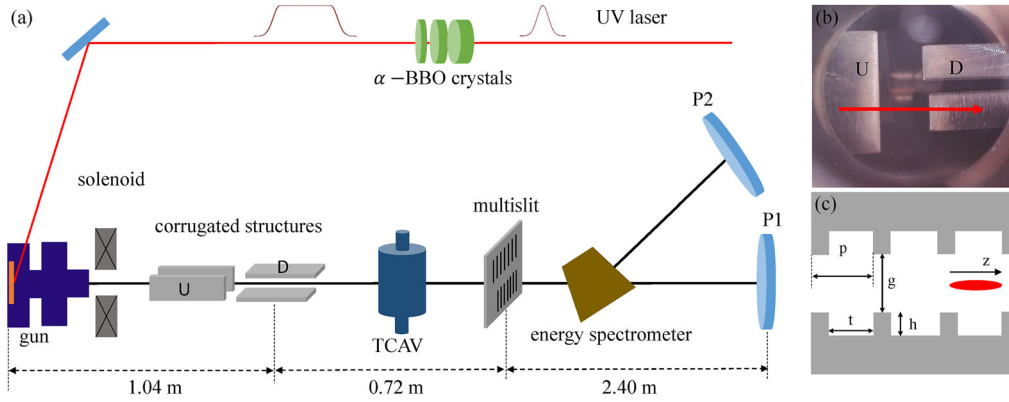 (a)
UV laser
α −BBO crystals
P2
solenoid
multislit
P1
corrugated structures
D
U
gun
TCAV
energy spectrometer
1.04 m
0.72 m
2.40 m
(b)
U
D
(c)
p
z
g
t
h